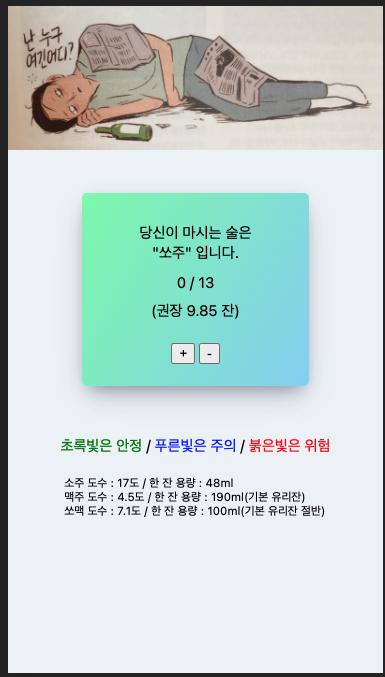 난 누구
여긴어디?
당신이 마시는 술은
"쏘주" 입니다.
0 / 13
(권장 9.85 잔)
+ -
초록빛은 안정 / 푸른빛은 주의 / 붉은빛은 위험
소주 도수 : 17도 / 한 잔 용량 : 48ml
맥주 도수 : 4.5도 / 한 잔 용량 : 190ml(기본 유리잔)
쏘맥 도수 : 7.1도 / 한 잔 용량 : 100ml(기본 유리잔 절반)